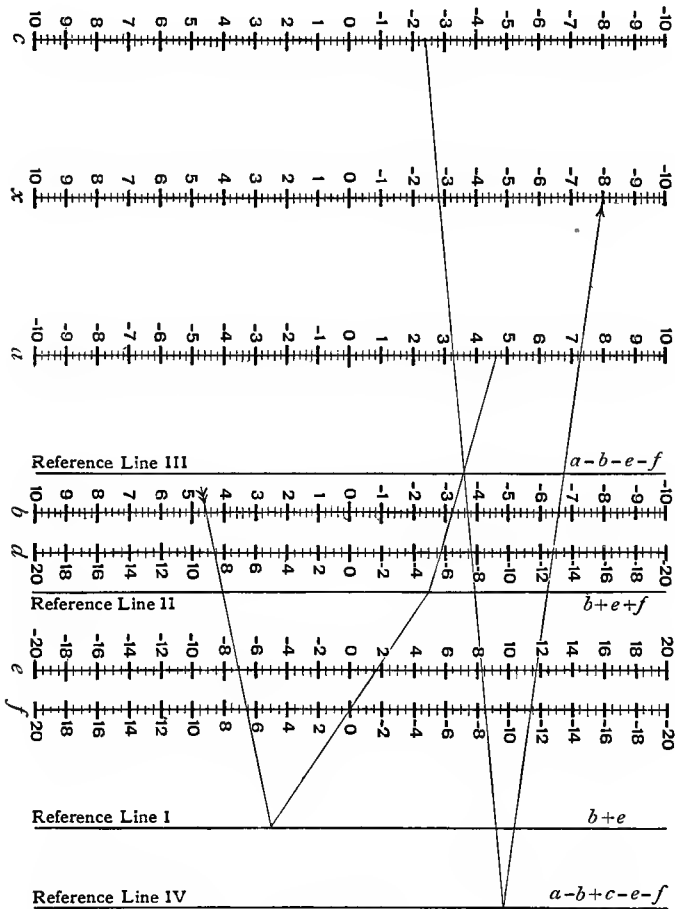 10 9 8 7 6 5 4 3 2 1 0 -1 -2 -3 -4 -5 -6 -7 -8 -9 -10
c
10 9 8 7 6 5 4 3 2 1 0 -1 -2 -3 -4 -5 -6 -7 -8 -9 -10
x
-10 -9 -8 -7 -6 -5 -4 -3 -2 -1 0 1 2 3 4 5 6 7 8 9 10
a
Reference Line III a-b-e-f
10 9 8 7 6 5 4 3 2 1 0 -1 -2 -3 -4 -5 -6 -7 -8 -9 -10
b
20 18 16 14 12 10 8 6 4 2 0 -2 -4 -6 -8 -10 -12 -14 -16 -18 -20
d
Reference Line II b+e+f
-20 -18 -16 -14 -12 -10 -8 -6 -4 -2 0 2 4 6 8 10 12 14 16 18 20
e
20 18 16 14 12 10 8 6 4 2 0 -2 -4 -6 -8 -10 -12 -14 -16 -18 -20
f
Reference Line I b+e
Reference Line IV a-b+c-e-f